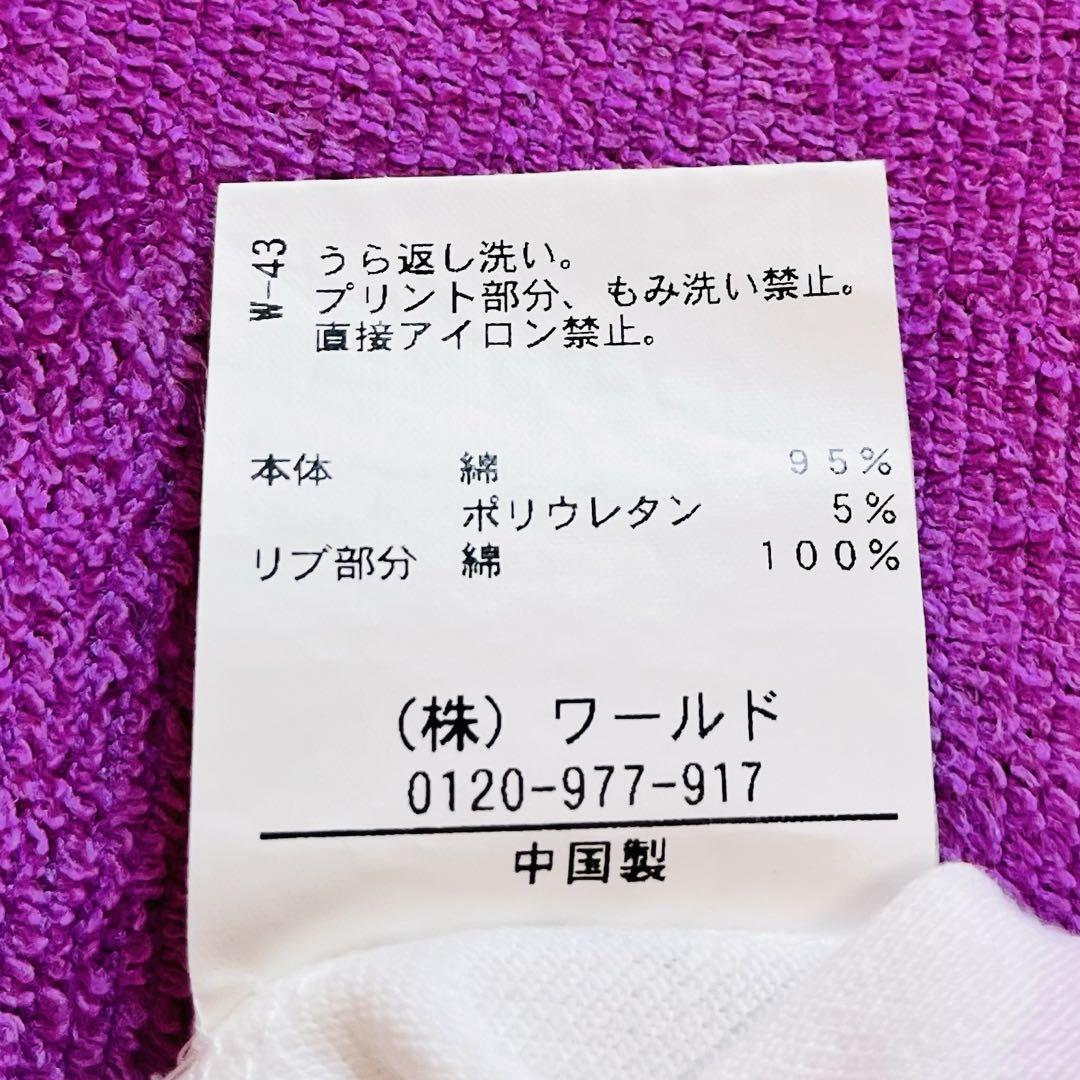 W-43
うら返し洗い。
プリント部分、もみ洗い禁止。
直接アイロン禁止。
本体 綿 95%
ポリウレタン 5%
リブ部分 綿 100%
(株)ワールド
0120-977-917
中国製